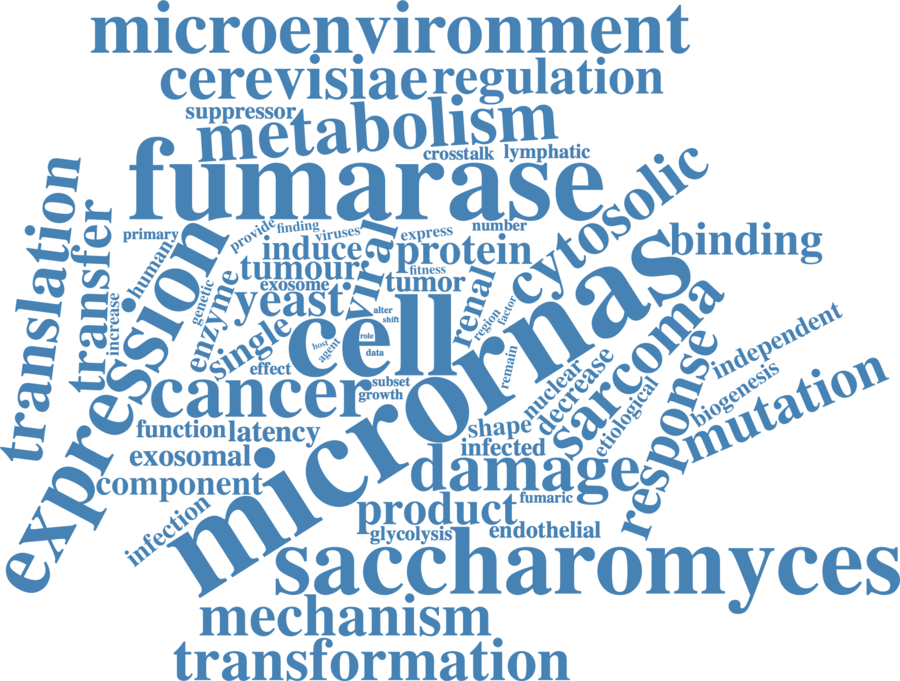 microenvironment
cerevisiae
regulation
suppressor
metabolism
crosstalk
lymphatic
fumarase
cytosolic
translation
transfer
primary
human
provide
finding
viruses
viral
express
number
binding
expression
induce
protein
tumour
fitness
tumor
exosome
genetic
enzyme
yeast
renal
increase
single
cell
alter
shift
role
host
agent
data
region
factor
micrornas
sarcoma
independent
effect
cancer
subset
growth
remain
nuclear
decrease
etiological
response
biogenesis
mutation
function
latency
shape
infected
exosomal
component
damage
infection
product
fumaric
glycolysis
endothelial
saccharomyces
mechanism
transformation